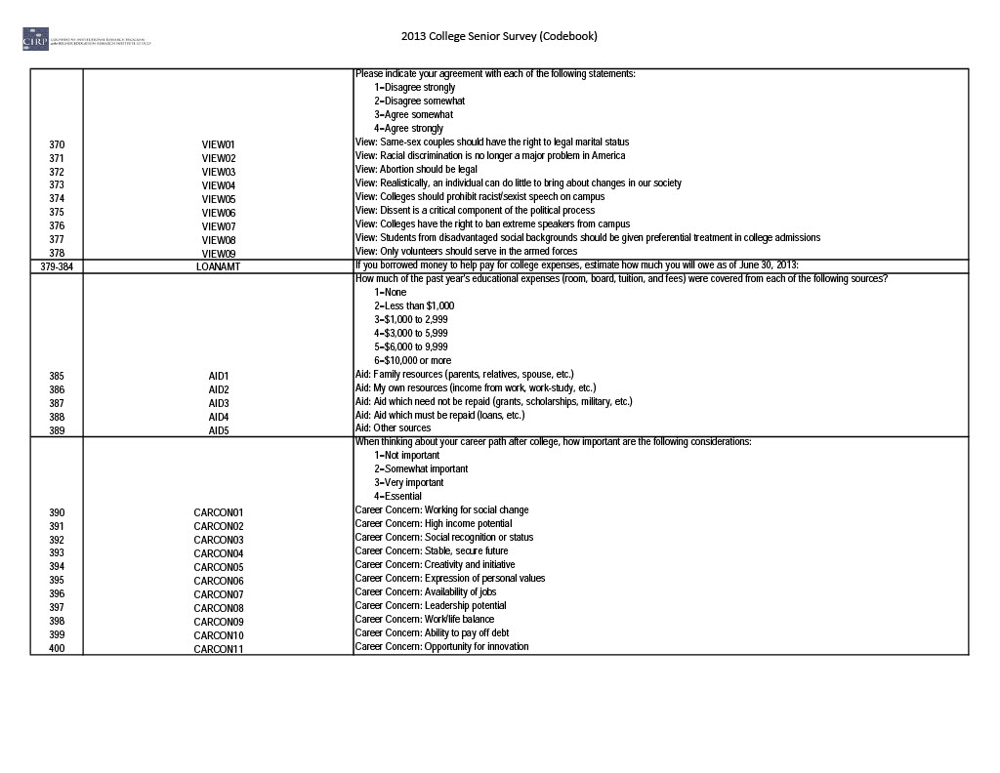 CIRP COOPERATIVE INSTITUTIONAL RESEARCH PROGRAM
at the HIGHER EDUCATION RESEARCH INSTITUTE AT UCLA
2013 College Senior Survey (Codebook)
Please indicate your agreement with each of the following statements:
1=Disagree strongly
2=Disagree somewhat
3=Agree somewhat
4=Agree strongly
370 VIEW01 View: Same-sex couples should have the right to legal marital status
371 VIEW02 View: Racial discrimination is no longer a major problem in America
372 VIEW03 View: Abortion should be legal
373 VIEW04 View: Realistically, an individual can do little to bring about changes in our society
374 VIEW05 View: Colleges should prohibit racist/sexist speech on campus
375 VIEW06 View: Dissent is a critical component of the political process
376 VIEW07 View: Colleges have the right to ban extreme speakers from campus
377 VIEW08 View: Students from disadvantaged social backgrounds should be given preferential treatment in college admissions
378 VIEW09 View: Only volunteers should serve in the armed forces
379-384 LOANAMT If you borrowed money to help pay for college expenses, estimate how much you will owe as of June 30, 2013:
How much of the past year's educational expenses (room, board, tuition, and fees) were covered from each of the following sources?
1=None
2=Less than $1,000
3=$1,000 to 2,999
4=$3,000 to 5,999
5=$6,000 to 9,999
6=$10,000 or more
385 AID1 Aid: Family resources (parents, relatives, spouse, etc.)
386 AID2 Aid: My own resources (income from work, work-study, etc.)
387 AID3 Aid: Aid which need not be repaid (grants, scholarships, military, etc.)
388 AID4 Aid: Aid which must be repaid (loans, etc.)
389 AID5 Aid: Other sources
When thinking about your career path after college, how important are the following considerations:
1=Not important
2=Somewhat important
3=Very important
4=Essential
390 CARCON01 Career Concern: Working for social change
391 CARCON02 Career Concern: High income potential
392 CARCON03 Career Concern: Social recognition or status
393 CARCON04 Career Concern: Stable, secure future
394 CARCON05 Career Concern: Creativity and initiative
395 CARCON06 Career Concern: Expression of personal values
396 CARCON07 Career Concern: Availability of jobs
397 CARCON08 Career Concern: Leadership potential
398 CARCON09 Career Concern: Work/life balance
399 CARCON10 Career Concern: Ability to pay off debt
400 CARCON11 Career Concern: Opportunity for innovation